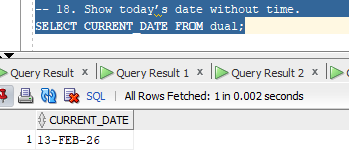 -- 18. Show today's date without time.
SELECT CURRENT_DATE FROM dual;
Query Result x Query Result 1 x Query Result 2 x
SQL | All Rows Fetched: 1 in 0.002 seconds
CURRENT_DATE
1 13-FEB-26